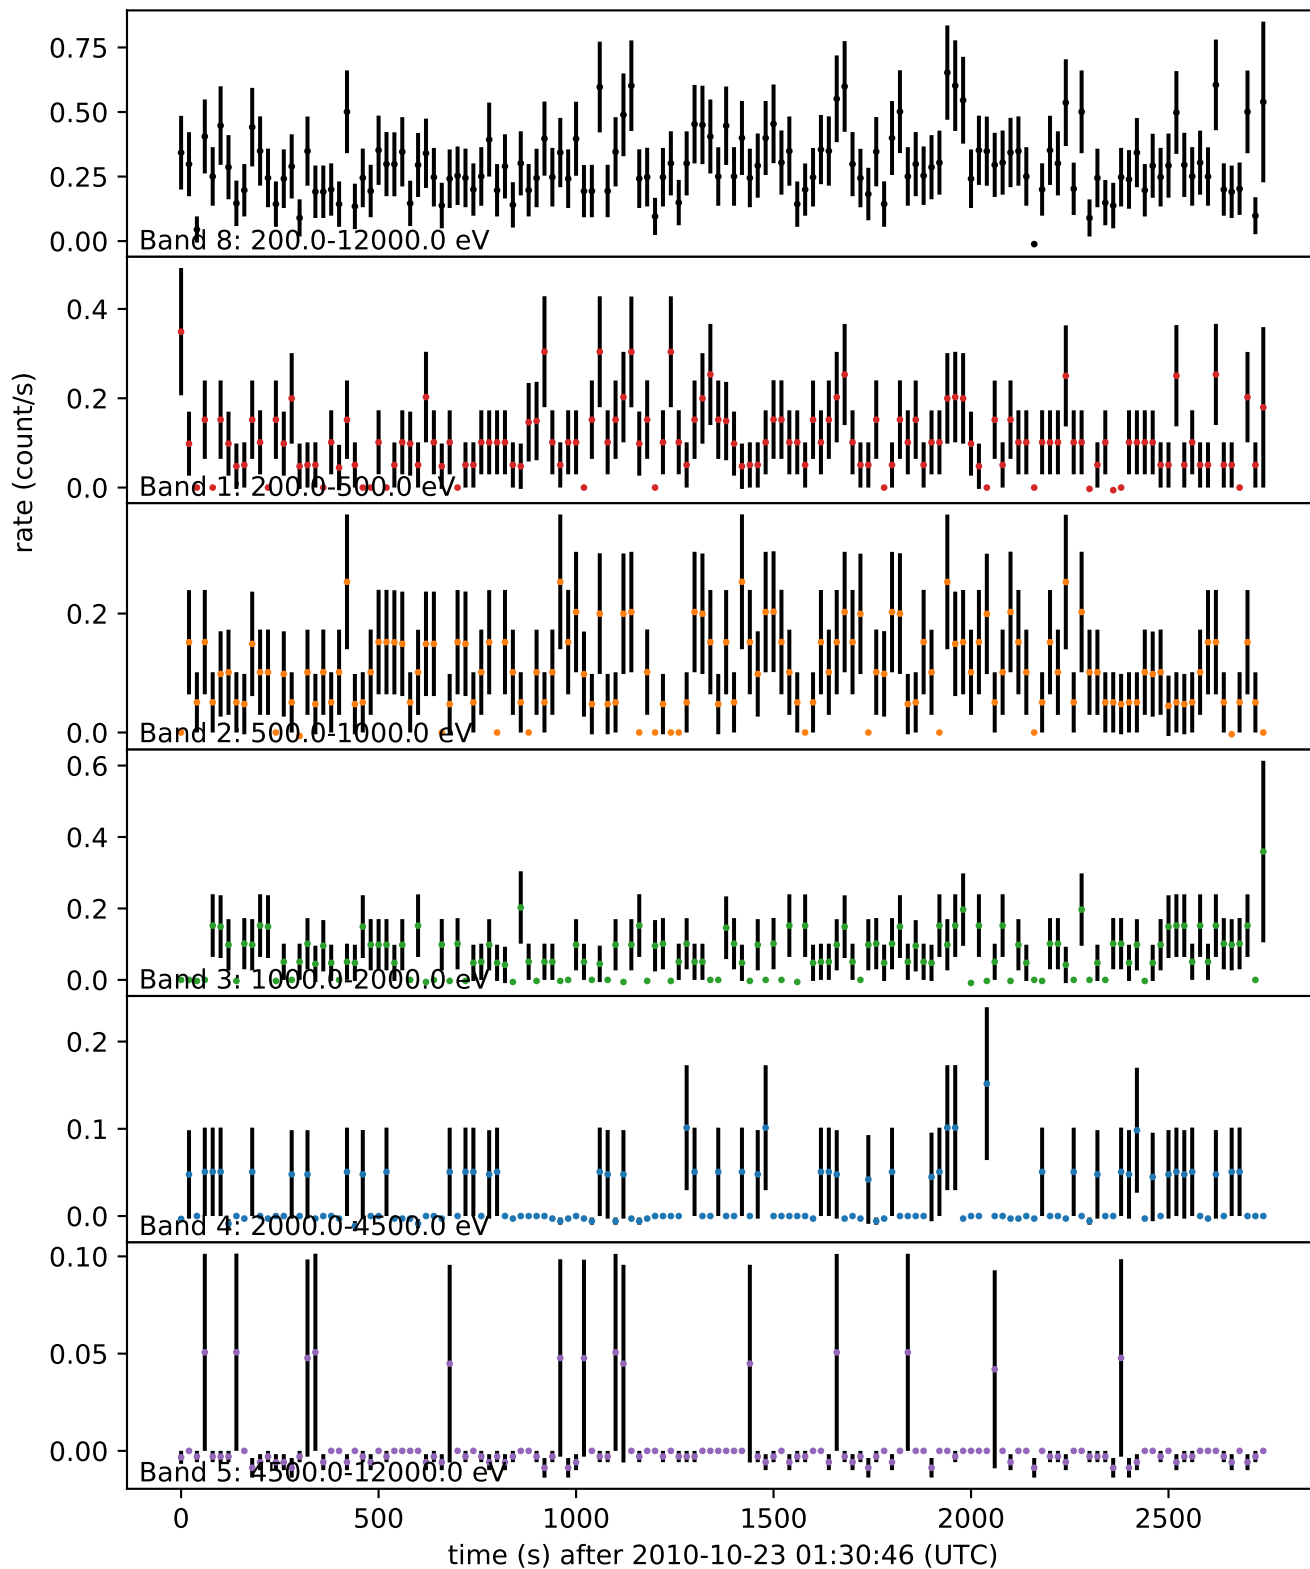 0.75
0.50
0.25
0.00
Band 8: 200.0-12000.0 eV
0.4
0.2
0.0
Band 1: 200.0-500.0 eV
rate (count/s)
0.2
0.0
Band 2: 500.0-1000.0 eV
0.6
0.4
0.2
0.0
Band 3: 1000.0-2000.0 eV
0.2
0.1
0.0
Band 4: 2000.0-4500.0 eV
0.10
0.05
0.00
Band 5: 4500.0-12000.0 eV
0 500 1000 1500 2000 2500
time (s) after 2010-10-23 01:30:46 (UTC)